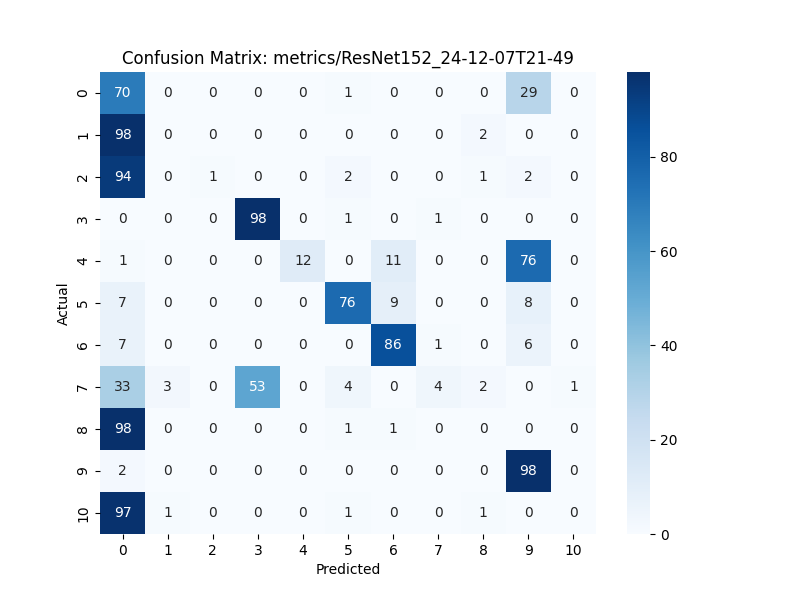 Confusion Matrix: metrics/ResNet152_24-12-07T21-49
0 70 0 0 0 0 1 0 0 0 29 0
1 98 0 0 0 0 0 0 0 2 0 0
2 94 0 1 0 0 2 0 0 1 2 0
3 0 0 0 98 0 1 0 1 0 0 0
4 1 0 0 0 12 0 11 0 0 76 0
5 7 0 0 0 0 76 9 0 0 8 0
6 7 0 0 0 0 0 86 1 0 6 0
7 33 3 0 53 0 4 0 4 2 0 1
8 98 0 0 0 0 1 1 0 0 0 0
9 2 0 0 0 0 0 0 0 0 98 0
10 97 1 0 0 0 1 0 0 1 0 0
0 1 2 3 4 5 6 7 8 9 10
Predicted
Actual
80
60
40
20
0